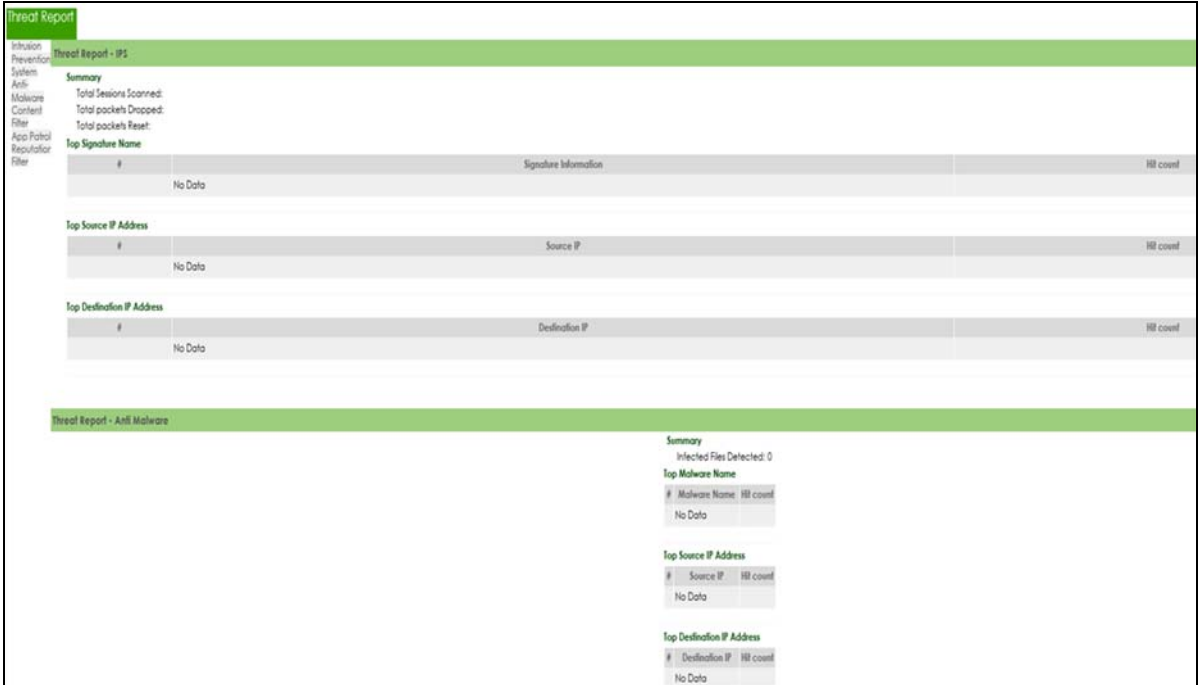 Threat Report
Intrusion
Prevention
System
Anti-
Malware
Content
Filter
App Patrol
Reputation
Filter
Threat Report - IPS
Summary
Total Sessions Scanned:
Total packets Dropped:
Total packets Reset:
Top Signature Name
# Signature Information Hit count
No Data
Top Source IP Address
# Source IP Hit count
No Data
Top Destination IP Address
# Destination IP Hit count
No Data
Threat Report - Anti Malware
Summary
Infected Files Detected: 0
Top Malware Name
# Malware Name Hit count
No Data
Top Source IP Address
# Source IP Hit count
No Data
Top Destination IP Address
# Destination IP Hit count
No Data